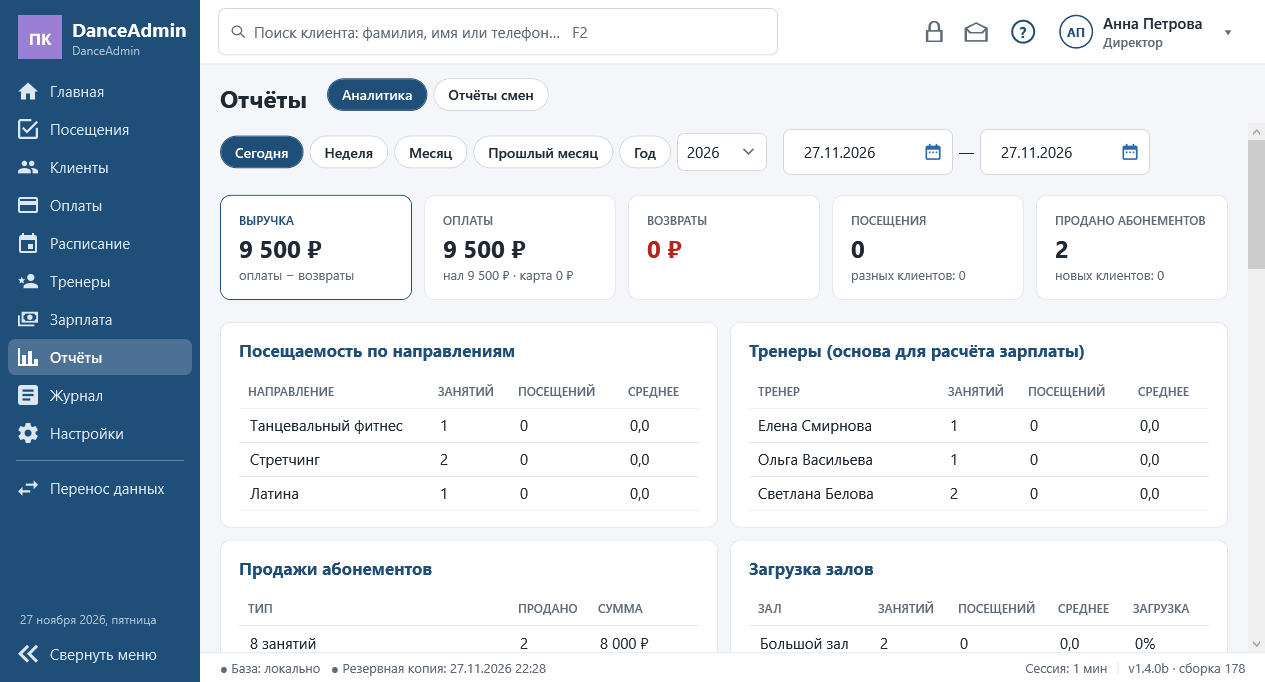 ПК
DanceAdmin
DanceAdmin
Главная
Посещения
Клиенты
Оплаты
Расписание
Тренеры
Зарплата
Отчёты
Журнал
Настройки
Перенос данных
27 ноября 2026, пятница
Свернуть меню
Поиск клиента: фамилия, имя или телефон... F2
?
АП
Анна Петрова
Директор
Отчёты
Аналитика Отчёты смен
Сегодня Неделя Месяц Прошлый месяц Год 2026 27.11.2026 — 27.11.2026
ВЫРУЧКА
9 500 ₽
оплаты − возвраты
ОПЛАТЫ
9 500 ₽
нал 9 500 ₽ · карта 0 ₽
ВОЗВРАТЫ
0 ₽
ПОСЕЩЕНИЯ
0
разных клиентов: 0
ПРОДАНО АБОНЕМЕНТОВ
2
новых клиентов: 0
Посещаемость по направлениям
НАПРАВЛЕНИЕ ЗАНЯТИЙ ПОСЕЩЕНИЙ СРЕДНЕЕ
Танцевальный фитнес 1 0 0,0
Стретчинг 2 0 0,0
Латина 1 0 0,0
Тренеры (основа для расчёта зарплаты)
ТРЕНЕР ЗАНЯТИЙ ПОСЕЩЕНИЙ СРЕДНЕЕ
Елена Смирнова 1 0 0,0
Ольга Васильева 1 0 0,0
Светлана Белова 2 0 0,0
Продажи абонементов
ТИП ПРОДАНО СУММА
8 занятий 2 8 000 ₽
Загрузка залов
ЗАЛ ЗАНЯТИЙ ПОСЕЩЕНИЙ СРЕДНЕЕ ЗАГРУЗКА
Большой зал 2 0 0,0 0%
● База: локально ● Резервная копия: 27.11.2026 22:28
Сессия: 1 мин v1.4.0b · сборка 178